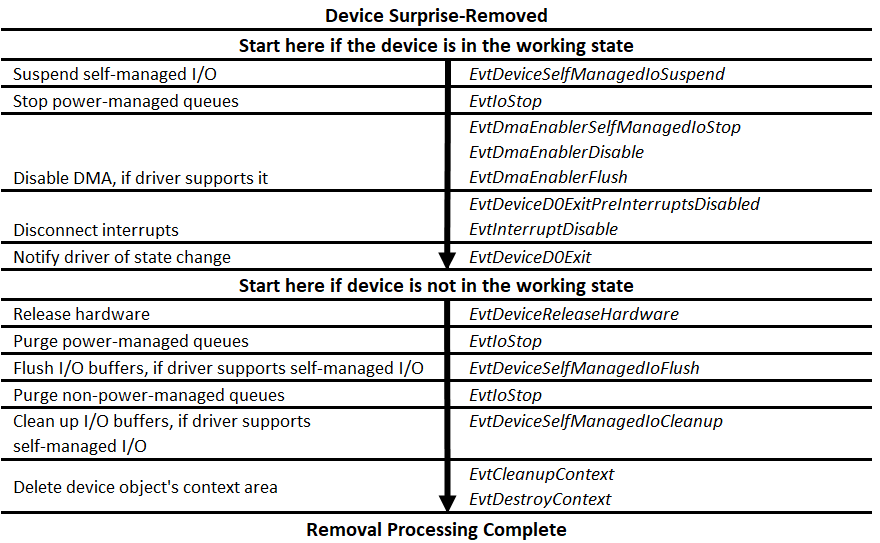 Device Surprise-Removed
Start here if the device is in the working state
Suspend self-managed I/O EvtDeviceSelfManagedIoSuspend
Stop power-managed queues EvtIoStop
EvtDmaEnablerSelfManagedIoStop
EvtDmaEnablerDisable
Disable DMA, if driver supports it EvtDmaEnablerFlush
EvtDeviceD0ExitPreInterruptsDisabled
Disconnect interrupts EvtInterruptDisable
Notify driver of state change EvtDeviceD0Exit
Start here if device is not in the working state
Release hardware EvtDeviceReleaseHardware
Purge power-managed queues EvtIoStop
Flush I/O buffers, if driver supports self-managed I/O EvtDeviceSelfManagedIoFlush
Purge non-power-managed queues EvtIoStop
Clean up I/O buffers, if driver supports EvtDeviceSelfManagedIoCleanup
self-managed I/O
EvtCleanupContext
Delete device object's context area
EvtDestroyContext
Removal Processing Complete